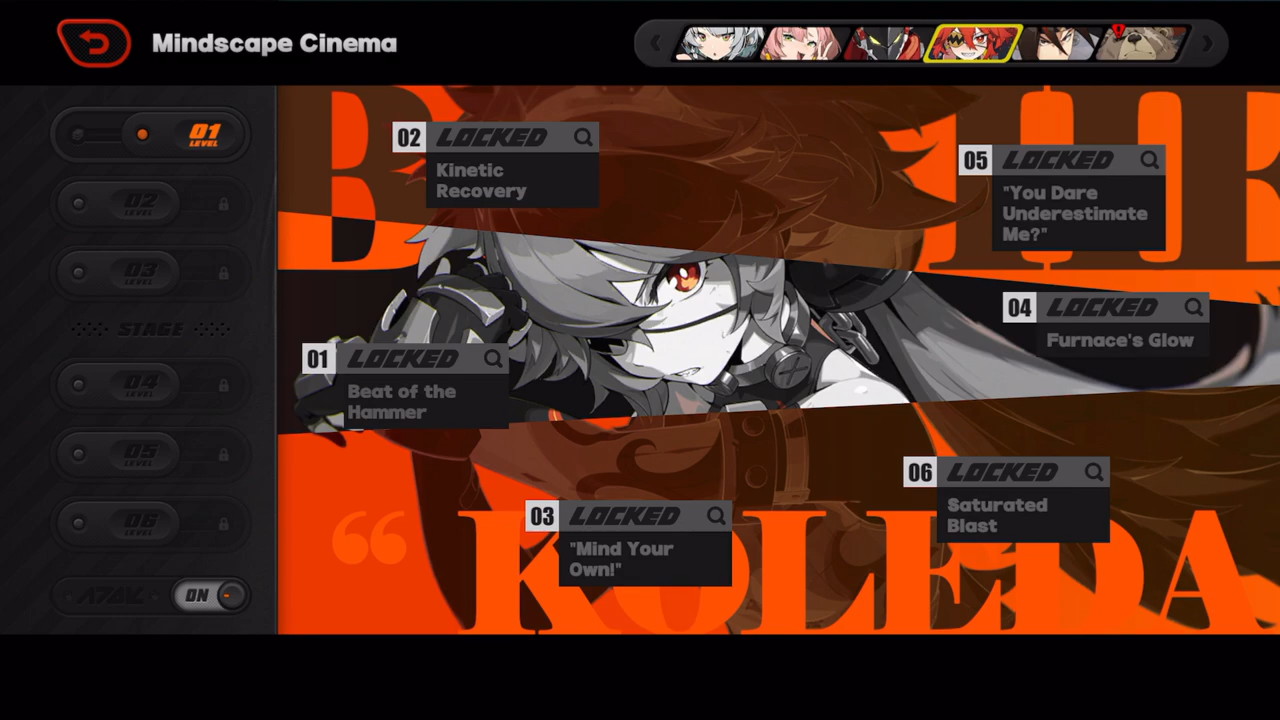 Mindscape Cinema
01
LEVEL
02
LEVEL
03
LEVEL
STAGE
04
LEVEL
05
LEVEL
06
LEVEL
ON
02 LOCKED
Kinetic
Recovery
05 LOCKED
"You Dare
Underestimate
Me?"
04 LOCKED
Furnace's Glow
01 LOCKED
Beat of the
Hammer
06 LOCKED
Saturated
Blast
03 LOCKED
"Mind Your
Own!"
“ KOLEDA